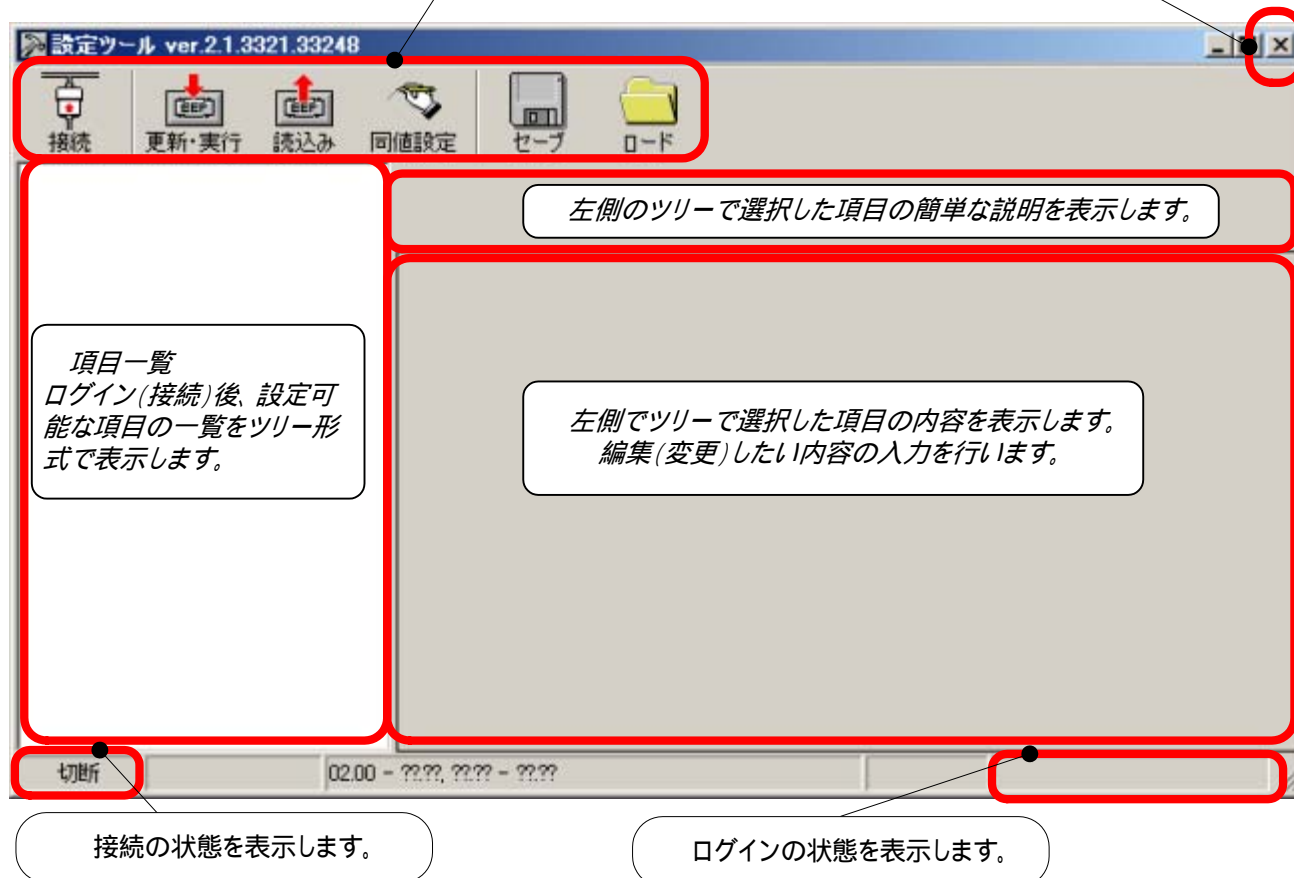 設定ツール ver.2.1.3321.33248
接続
更新・実行
読込み
同値設定
セーブ
ロード
左側のツリーで選択した項目の簡単な説明を表示します。
項目一覧
ログイン(接続)後、設定可
能な項目の一覧をツリー形
式で表示します。
左側でツリーで選択した項目の内容を表示します。
編集(変更)したい内容の入力を行います。
切断
02.00 - ??.??, ??.?? - ??.??
接続の状態を表示します。
ログインの状態を表示します。